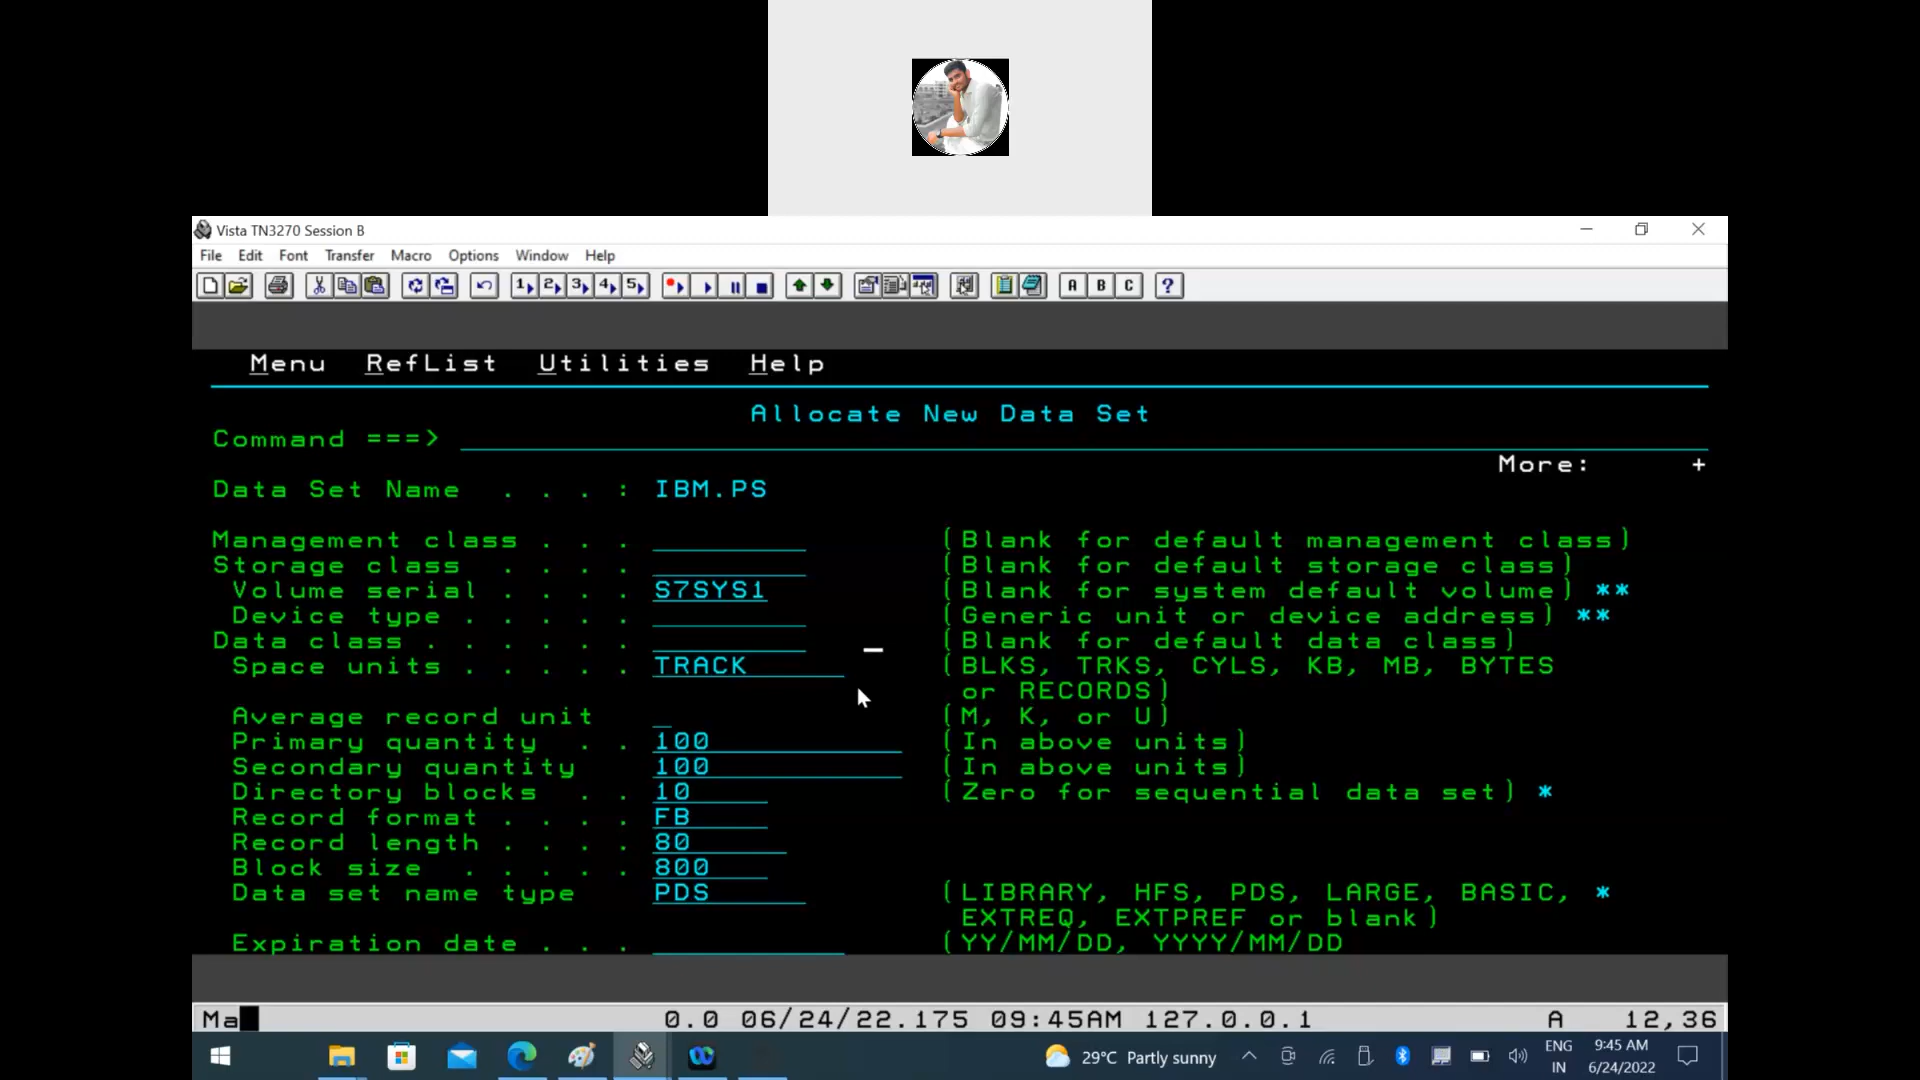 Vista TN3270 Session B
File Edit Font Transfer Macro Options Window Help
1 2 3 4 5 A B C ?
Menu RefList Utilities Help
Allocate New Data Set
Command ===>
More: +
Data Set Name . . . : IBM.PS
Management class . . . (Blank for default management class)
Storage class . . . . (Blank for default storage class)
Volume serial . . . . S7SYS1 (Blank for system default volume) **
Device type . . . . . (Generic unit or device address) **
Data class . . . . . . (Blank for default data class)
Space units . . . . . TRACK (BLKS, TRKS, CYLS, KB, MB, BYTES
or RECORDS)
Average record unit (M, K, or U)
Primary quantity . . 100 (In above units)
Secondary quantity 100 (In above units)
Directory blocks . . 10 (Zero for sequential data set) *
Record format . . . . FB
Record length . . . . 80
Block size . . . . . 800
Data set name type PDS (LIBRARY, HFS, PDS, LARGE, BASIC, *
EXTREQ, EXTPREF or blank)
Expiration date . . . (YY/MM/DD, YYYY/MM/DD
Ma 0.0 06/24/22.175 09:45AM 127.0.0.1 A 12,36
29°C Partly sunny ENG IN 9:45 AM 6/24/2022